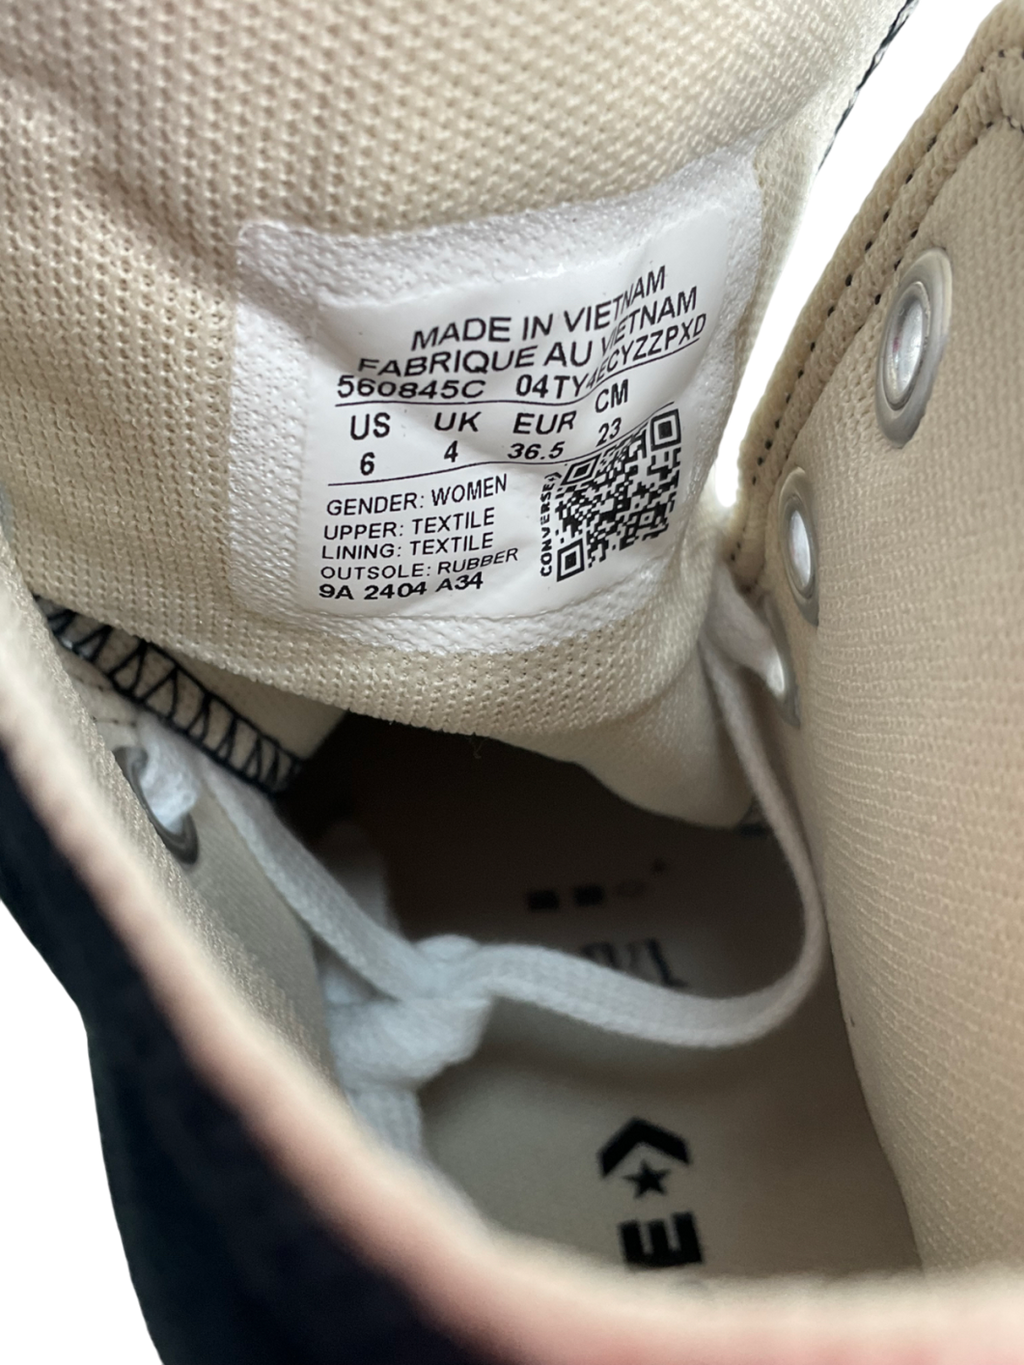 MADE IN VIETNAM
FABRIQUE AU VIETNAM
560845C 04TY4ECYZZPXD
US UK EUR CM
6 4 36.5 23
GENDER: WOMEN
UPPER: TEXTILE
LINING: TEXTILE
OUTSOLE: RUBBER
9A 2404 A34
CONVERSE
E